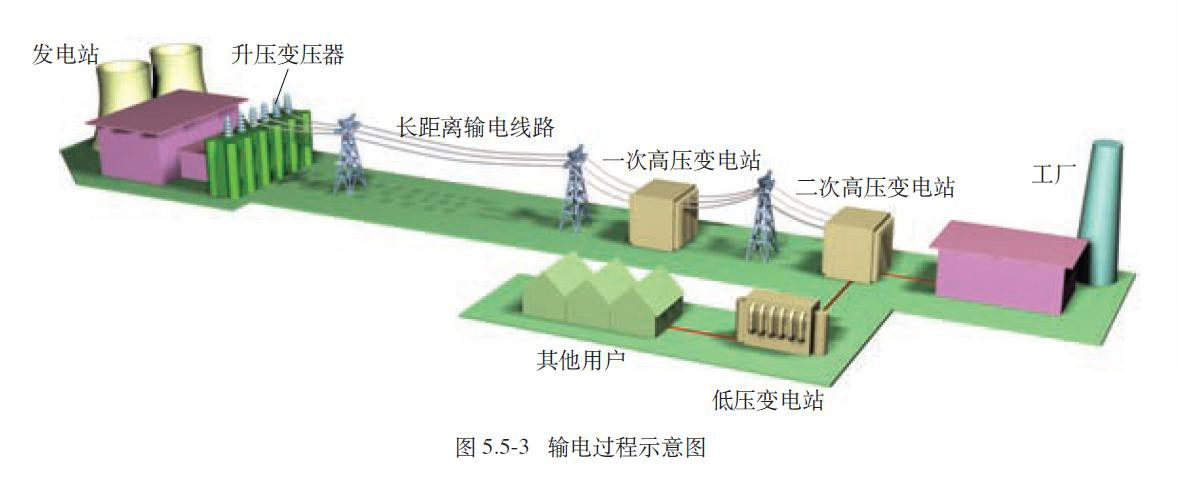 发电站
升压变压器
长距离输电线路
一次高压变电站
二次高压变电站
工厂
其他用户
低压变电站
图 5.5-3 输电过程示意图